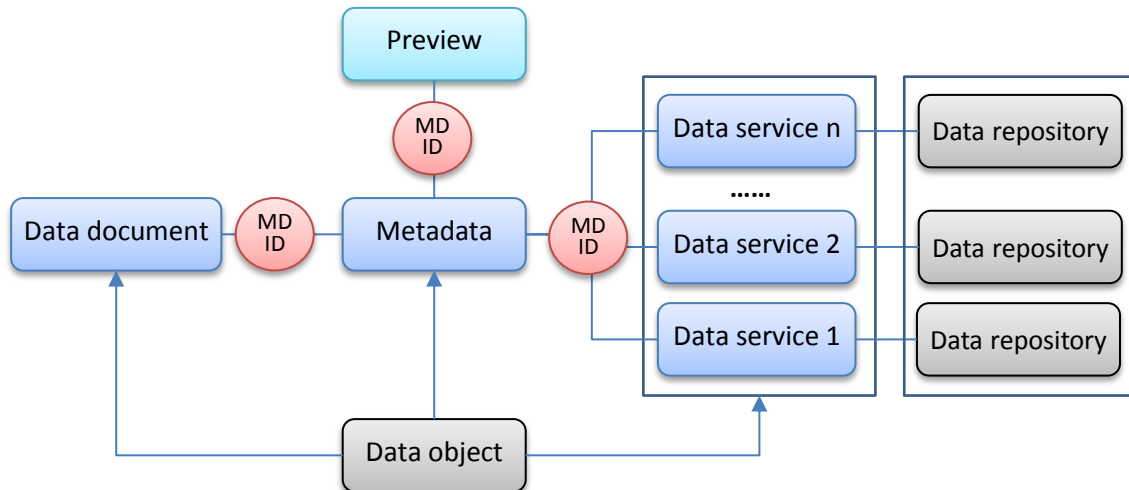 Preview
MD
ID
Data document
MD
ID
Metadata
MD
ID
Data service n
......
Data service 2
Data service 1
Data repository
Data repository
Data repository
Data object